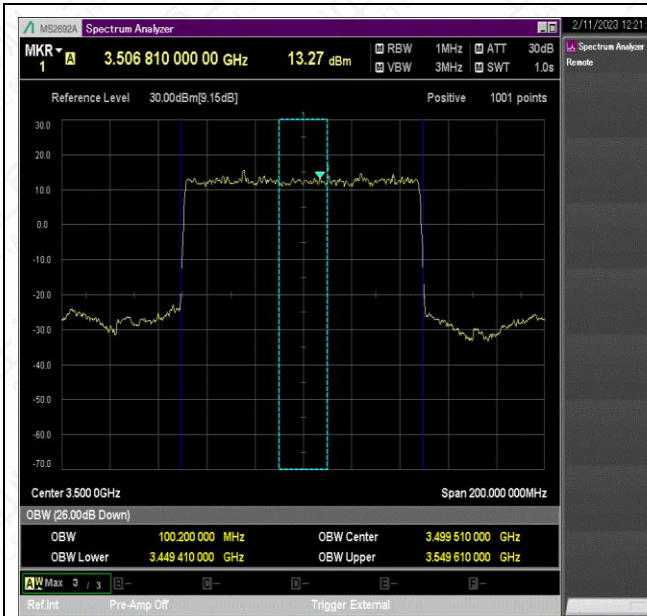 MS2692A Spectrum Analyzer
2/11/2023 12:21:
MKR 1 A 3.506 810 000 00 GHz 13.27 dBm
RBW 1MHz ATT 30dB
VBW 3MHz SWT 1.0s
Spectrum Analyzer
Remote
Reference Level 30.00dBm[9.15dB] Positive 1001 points
30.0
20.0
10.0
0.0
-10.0
-20.0
-30.0
-40.0
-50.0
-60.0
-70.0
Center 3.500 0GHz Span 200.000 000MHz
OBW (26.00dB Down)
OBW 100.200 000 MHz OBW Center 3.499 510 000 GHz
OBW Lower 3.449 410 000 GHz OBW Upper 3.549 610 000 GHz
A W Max 3 / 3 B- C- D- E- F-
Ref.Int Pre-Amp Off Trigger External